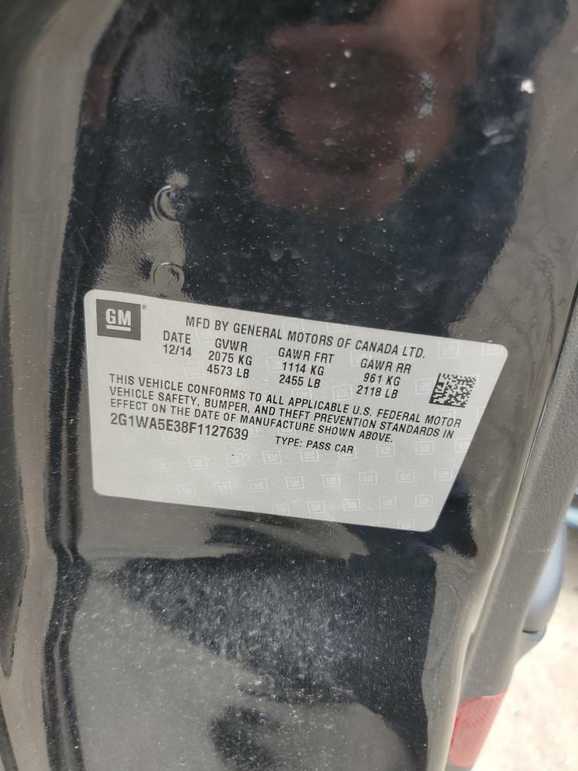 GM
MFD BY GENERAL MOTORS OF CANADA LTD.
DATE GVWR GAWR FRT GAWR RR
12/14 2075 KG 1114 KG 961 KG
4573 LB 2455 LB 2118 LB
THIS VEHICLE CONFORMS TO ALL APPLICABLE U.S. FEDERAL MOTOR
VEHICLE SAFETY, BUMPER, AND THEFT PREVENTION STANDARDS IN
EFFECT ON THE DATE OF MANUFACTURE SHOWN ABOVE.
2G1WA5E38F1127639 TYPE: PASS CAR